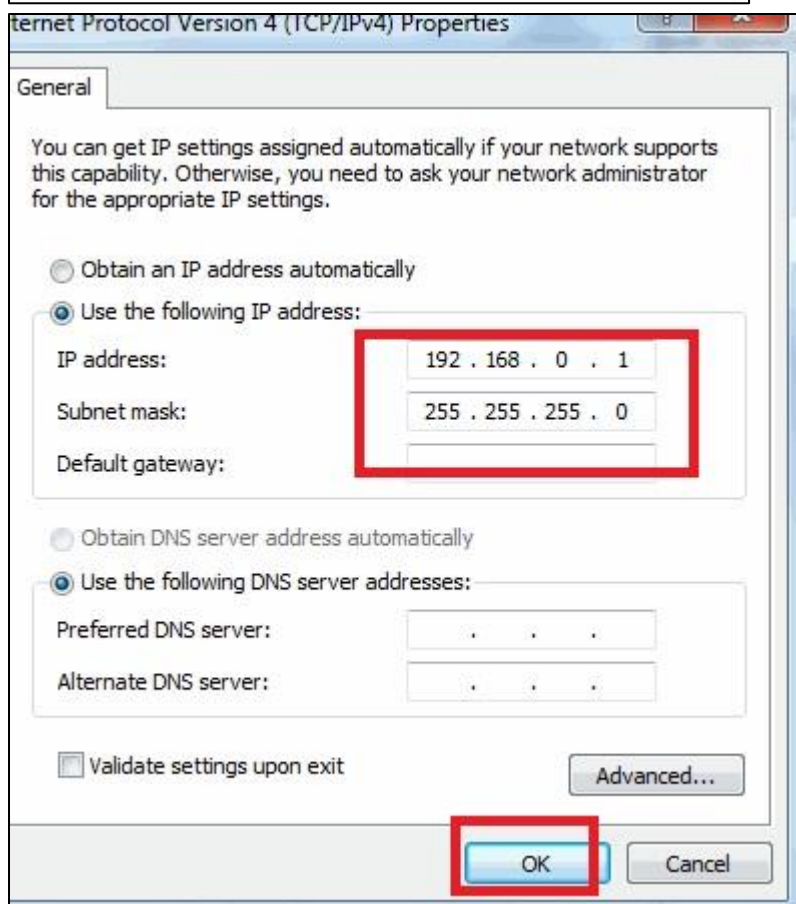 ternet Protocol Version 4 (TCP/IPv4) Properties
General
You can get IP settings assigned automatically if your network supports
this capability. Otherwise, you need to ask your network administrator
for the appropriate IP settings.
Obtain an IP address automatically
Use the following IP address:
IP address: 192 . 168 . 0 . 1
Subnet mask: 255 . 255 . 255 . 0
Default gateway:
Obtain DNS server address automatically
Use the following DNS server addresses:
Preferred DNS server: . . .
Alternate DNS server: . . .
Validate settings upon exit
Advanced...
OK Cancel